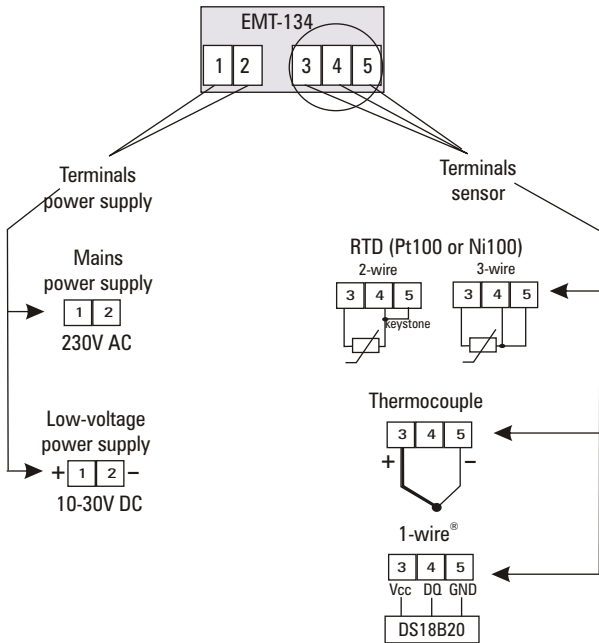 EMT-134
1 2 3 4 5
Terminals
power supply
Terminals
sensor
Mains
power supply
1 2
230V AC
Low-voltage
power supply
+ 1 2 –
10-30V DC
RTD (Pt100 or Ni100)
2-wire
3 4 5
keystone
3-wire
3 4 5
Thermocouple
3 4 5
+ –
1-wire®
3 4 5
Vcc DQ GND
DS18B20